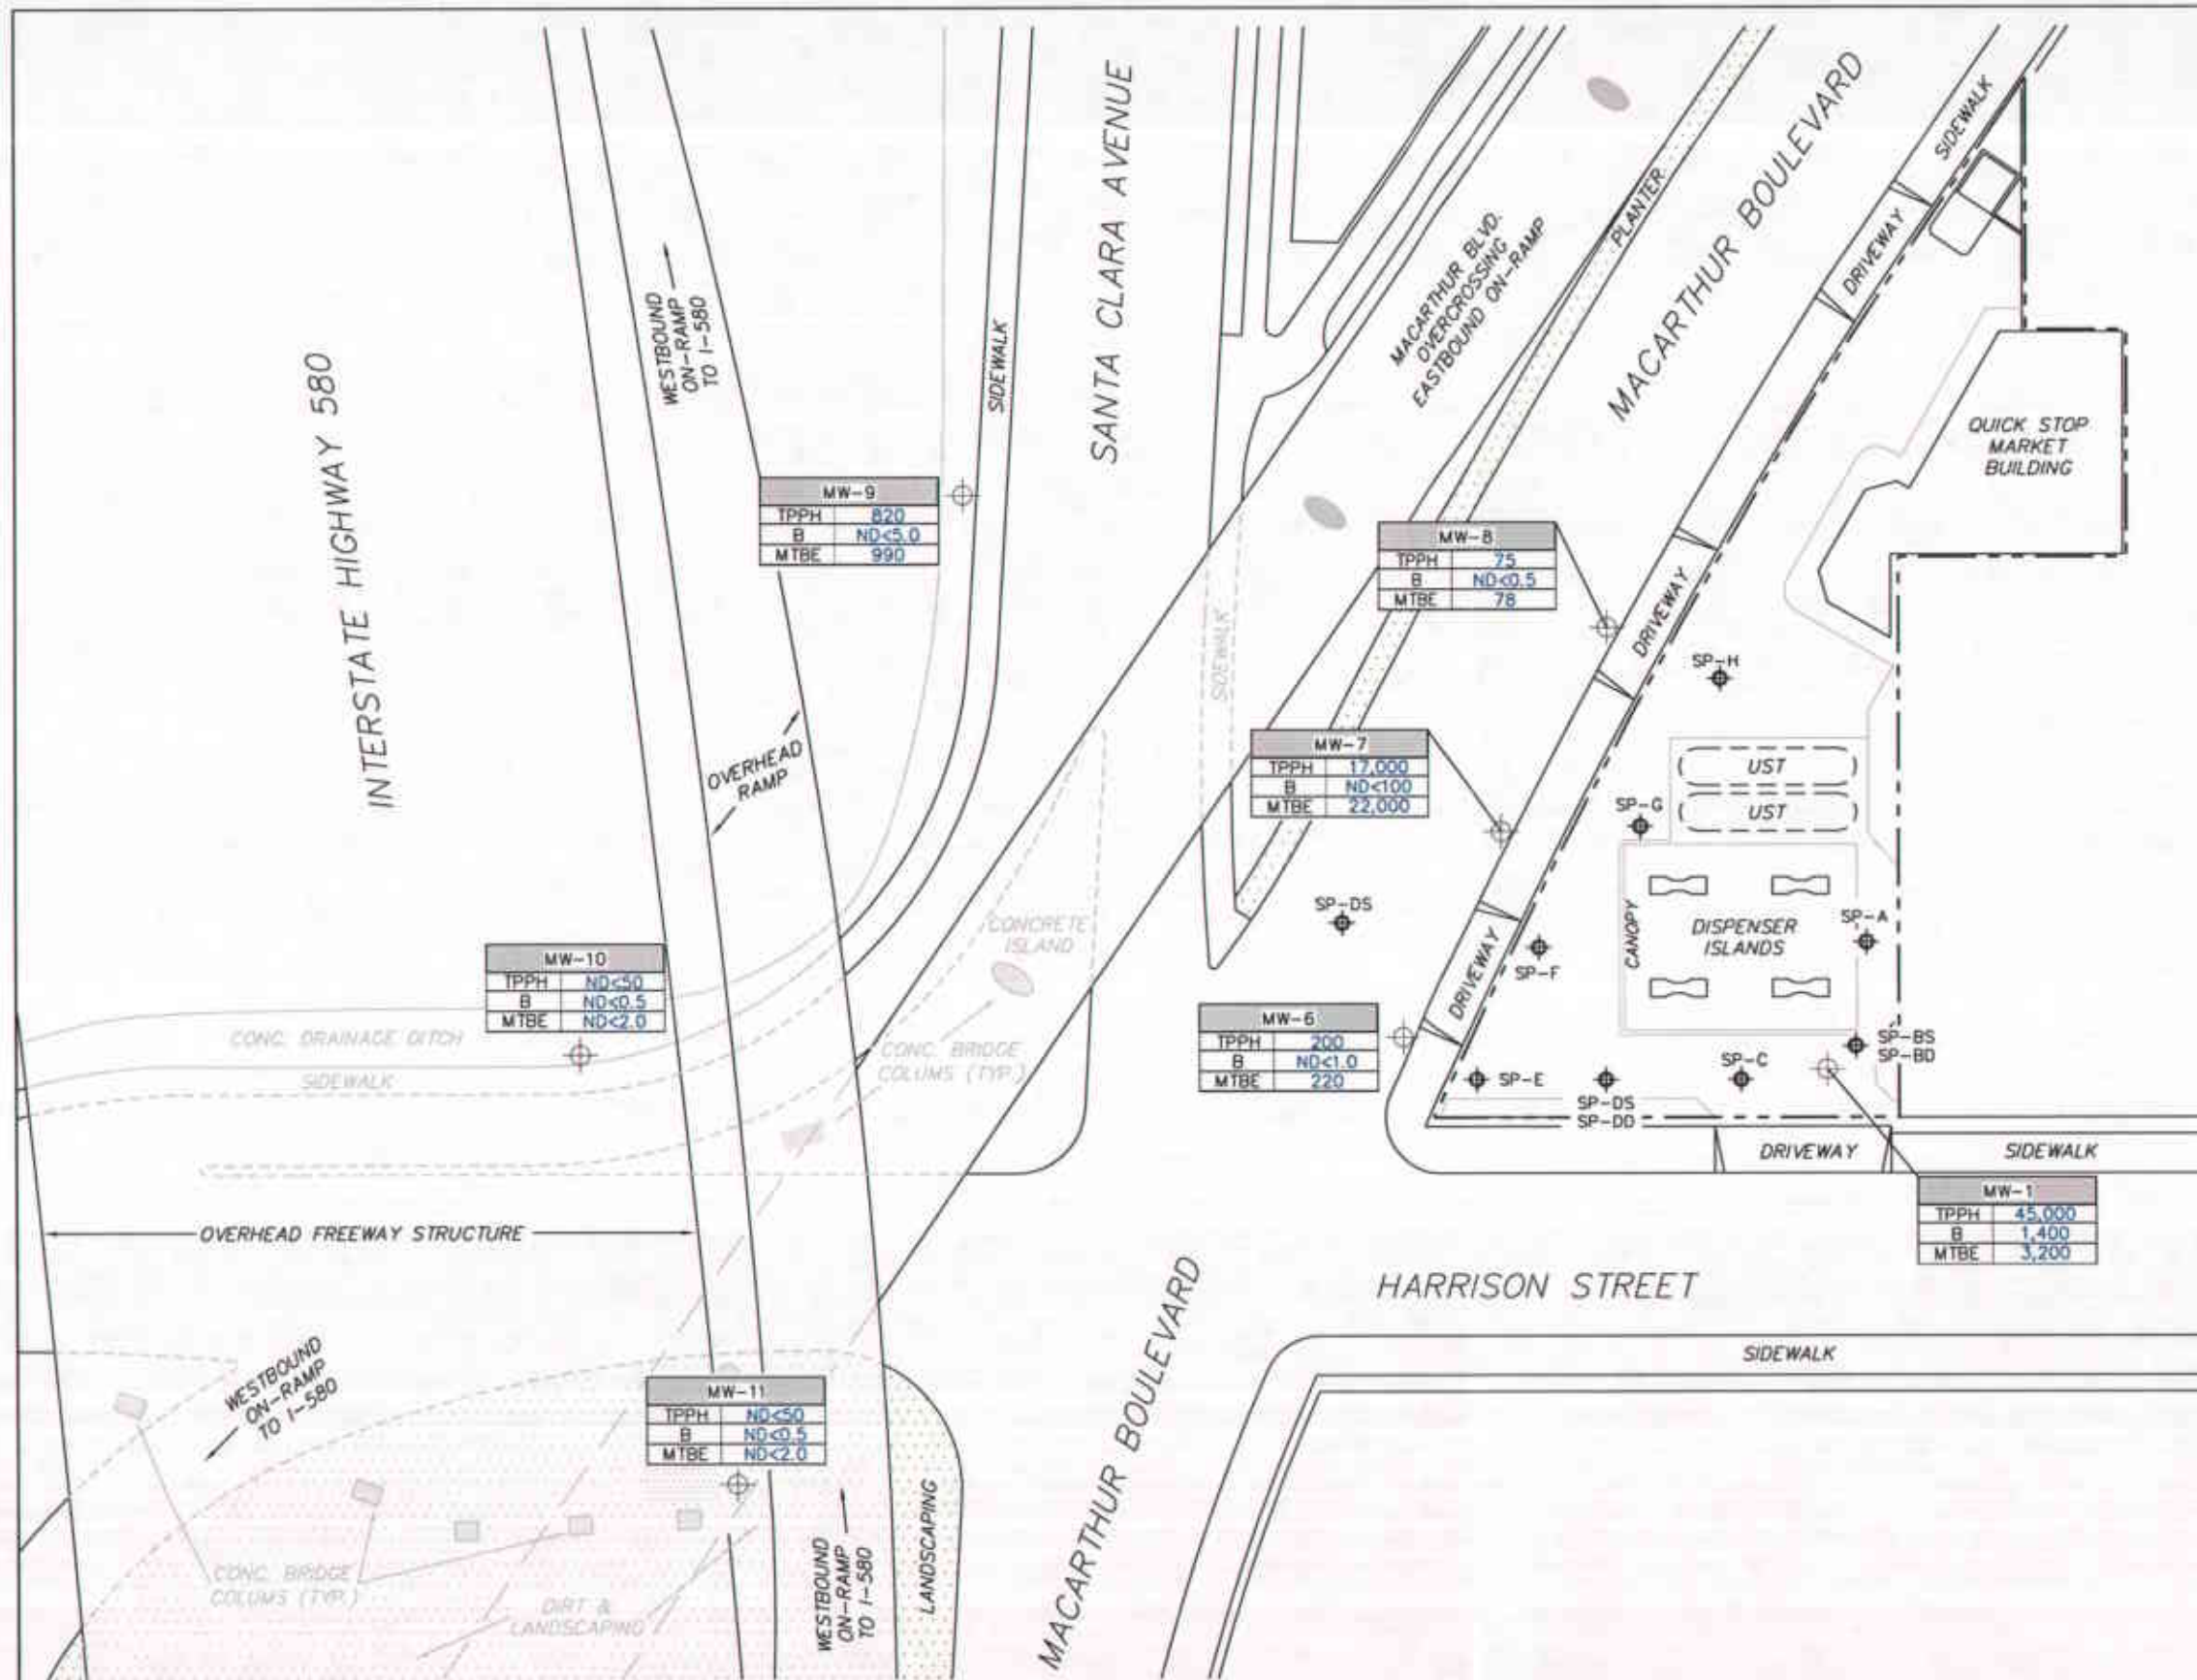 SANTA CLARA AVENUE
MACARTHUR BOULEVARD
SIDEWALK
DRIVEWAY
PLANTER
MACARTHUR BLVD.
OVERCROSSING
EASTBOUND ON-RAMP
WESTBOUND
ON-RAMP
TO I-580
SIDEWALK
INTERSTATE HIGHWAY 580
QUICK STOP
MARKET
BUILDING
MW-9
TPPH 820
B ND<5.0
MTBE 990
MW-8
TPPH 75
B ND<0.5
MTBE 78
DRIVEWAY
SIDEWALK
SP-H
OVERHEAD
RAMP
MW-7
TPPH 17,000
B ND<100
MTBE 22,000
UST
UST
SP-G
SP-DS
CONCRETE
ISLAND
CANOPY
DISPENSER
ISLANDS
SP-A
SP-F
DRIVEWAY
MW-10
TPPH ND<50
B ND<0.5
MTBE ND<2.0
CONC. DRAINAGE DITCH
SIDEWALK
CONC. BRIDGE
COLUMS (TYP.)
MW-6
TPPH 200
B ND<1.0
MTBE 220
SP-BS
SP-BD
SP-C
SP-E
SP-DS
SP-DD
DRIVEWAY
SIDEWALK
MW-1
TPPH 45,000
B 1,400
MTBE 3,200
OVERHEAD FREEWAY STRUCTURE
HARRISON STREET
SIDEWALK
MACARTHUR BOULEVARD
WESTBOUND
ON-RAMP
TO I-580
MW-11
TPPH ND<50
B ND<0.5
MTBE ND<2.0
LANDSCAPING
WESTBOUND
ON-RAMP
TO I-580
CONC. BRIDGE
COLUMS (TYP.)
DIRT &
LANDSCAPING